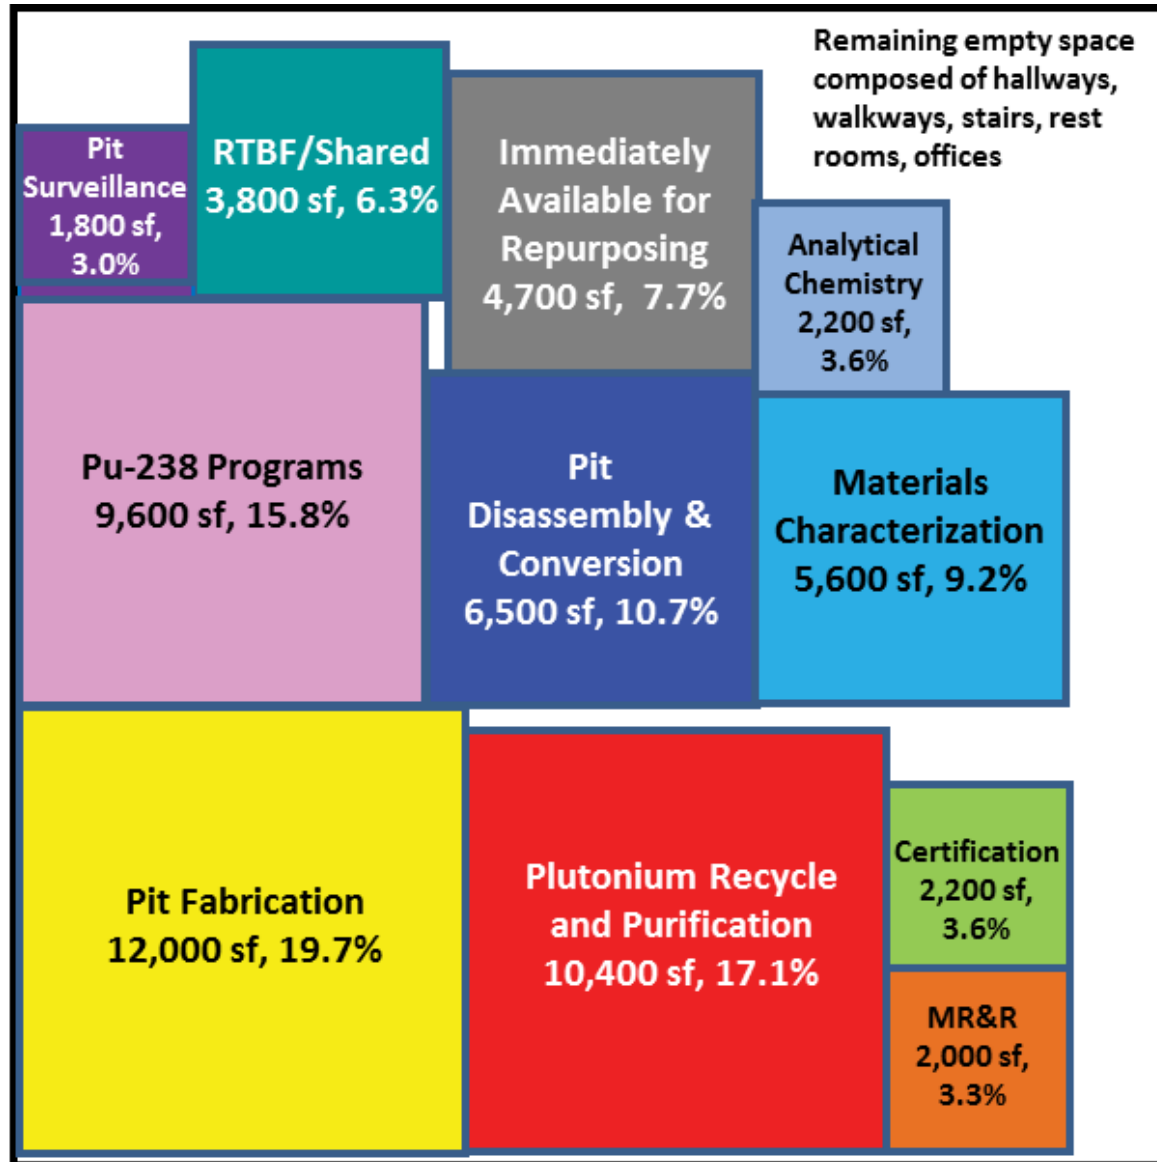 Remaining empty space
composed of hallways,
walkways, stairs, rest
rooms, offices
Pit
Surveillance
1,800 sf,
3.0%
RTBF/Shared
3,800 sf, 6.3%
Immediately
Available for
Repurposing
4,700 sf,  7.7%
Analytical
Chemistry
2,200 sf,
3.6%
Pu-238 Programs
9,600 sf, 15.8%
Pit
Disassembly &
Conversion
6,500 sf, 10.7%
Materials
Characterization
5,600 sf, 9.2%
Pit Fabrication
12,000 sf, 19.7%
Plutonium Recycle
and Purification
10,400 sf, 17.1%
Certification
2,200 sf,
3.6%
MR&R
2,000 sf,
3.3%